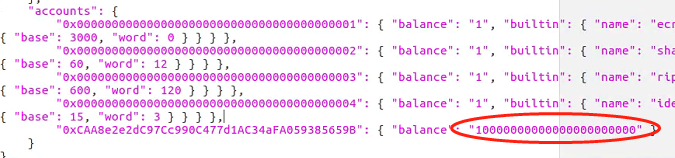 "accounts": {
"0x0000000000000000000000000000000000000001": { "balance": "1", "builtin": { "name": "ecr
{ "base": 3000, "word": 0 } } } },
"0x0000000000000000000000000000000000000002": { "balance": "1", "builtin": { "name": "sha
{ "base": 60, "word": 12 } } } },
"0x0000000000000000000000000000000000000003": { "balance": "1", "builtin": { "name": "rip
{ "base": 600, "word": 120 } } } },
"0x0000000000000000000000000000000000000004": { "balance": "1", "builtin": { "name": "ide
{ "base": 15, "word": 3 } } } },
"0xCAA8e2e2dC97Cc990C477d1AC34aFA059385659B": { "balance": "10000000000000000000000" }
}
}